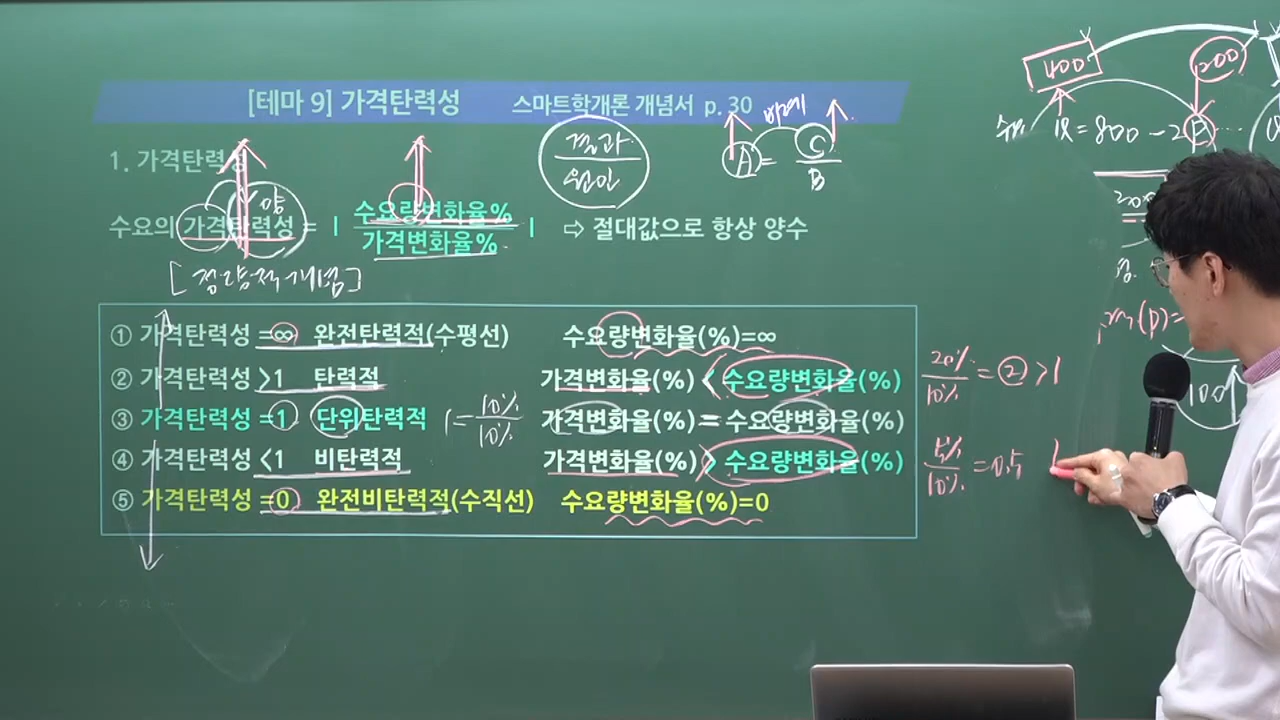 [테마 9] 가격탄력성 스마트학개론 개념서 p. 30
1. 가격탄력성
결과
원인
A = C
B
비례
400
200
Q = 800 - 2P
수요의 가격탄력성 = | 수요량변화율% | ⇨ 절대값으로 항상 양수
가격변화율%
양
[정량적 개념]
① 가격탄력성 =∞ 완전탄력적(수평선) 수요량변화율(%)=∞
② 가격탄력성 >1 탄력적 가격변화율(%) < 수요량변화율(%)
20%
10% = ② >1
③ 가격탄력성 =1 단위탄력적 가격변화율(%) = 수요량변화율(%)
1 = 10%
10%
④ 가격탄력성 <1 비탄력적 가격변화율(%) > 수요량변화율(%)
5%
10% = 0.5
⑤ 가격탄력성 =0 완전비탄력적(수직선) 수요량변화율(%)=0
100